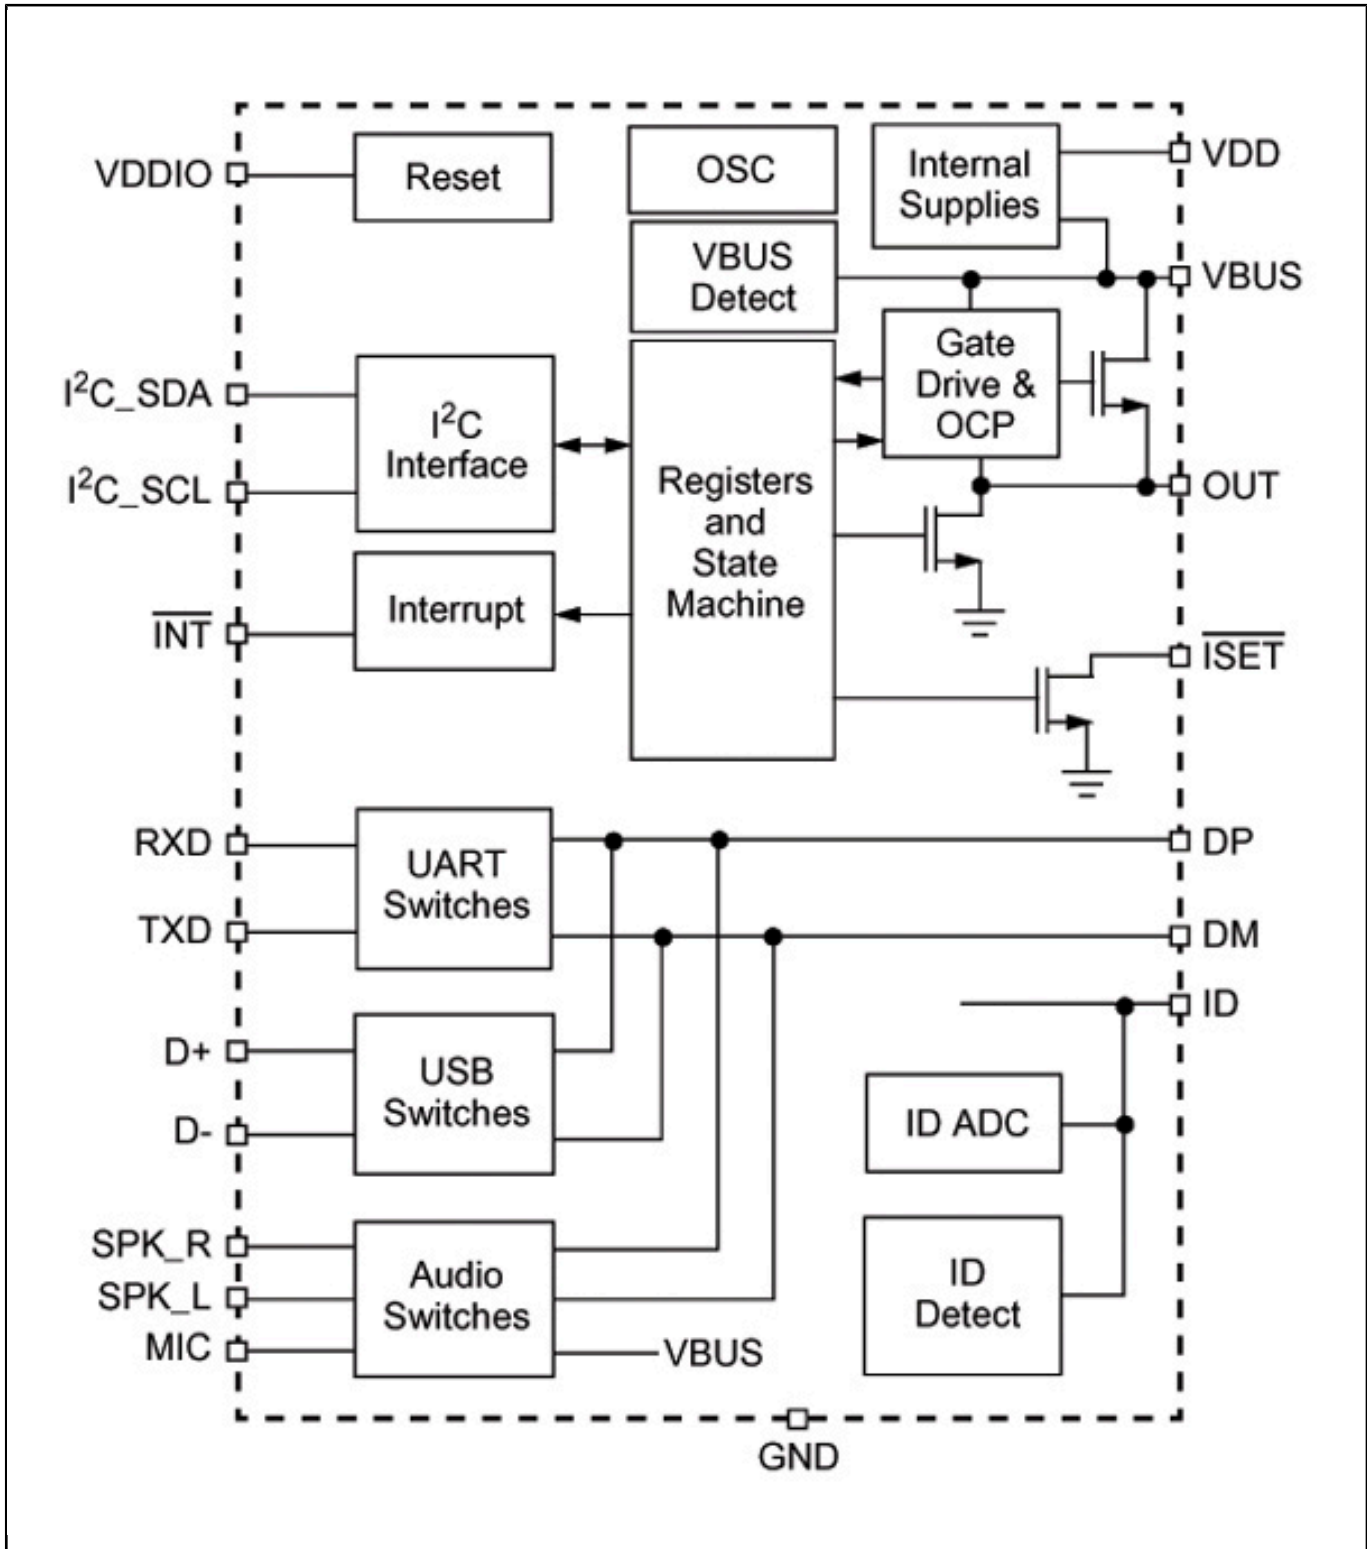 VDDIO
Reset
OSC
Internal
Supplies
VDD
VBUS
Detect
VBUS
I²C_SDA
I²C
Interface
I²C_SCL
Gate
Drive &
OCP
Registers
and
State
Machine
OUT
INT
Interrupt
ISET
RXD
UART
Switches
TXD
DP
DM
ID
D+
USB
Switches
D-
ID ADC
SPK_R
SPK_L
MIC
Audio
Switches
VBUS
ID
Detect
GND